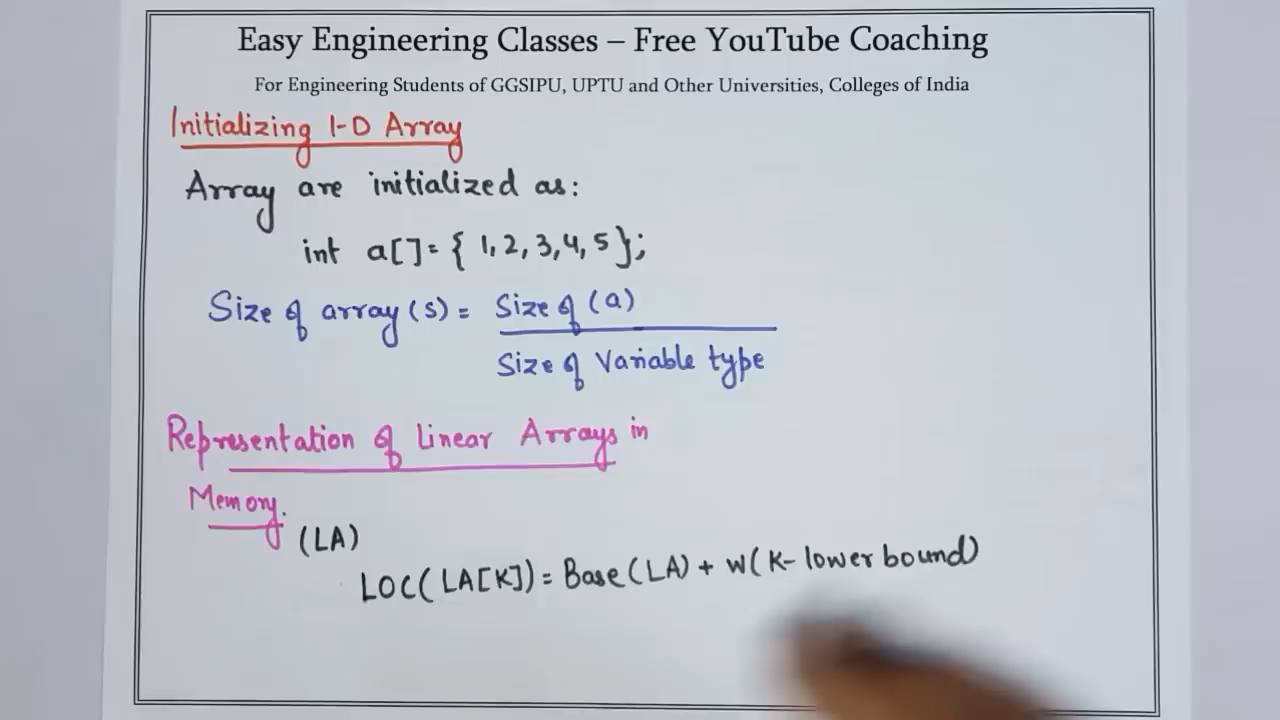 Easy Engineering Classes – Free YouTube Coaching
For Engineering Students of GGSIPU, UPTU and Other Universities, Colleges of India
Initializing 1-D Array
Array are initialized as:
int a[]= { 1,2,3,4,5 };
Size of array(s) = Size of (a)
Size of Variable type
Representation of Linear Arrays in
Memory.
(LA)
LOC(LA[K]) = Base(LA) + W(K- lower bound)